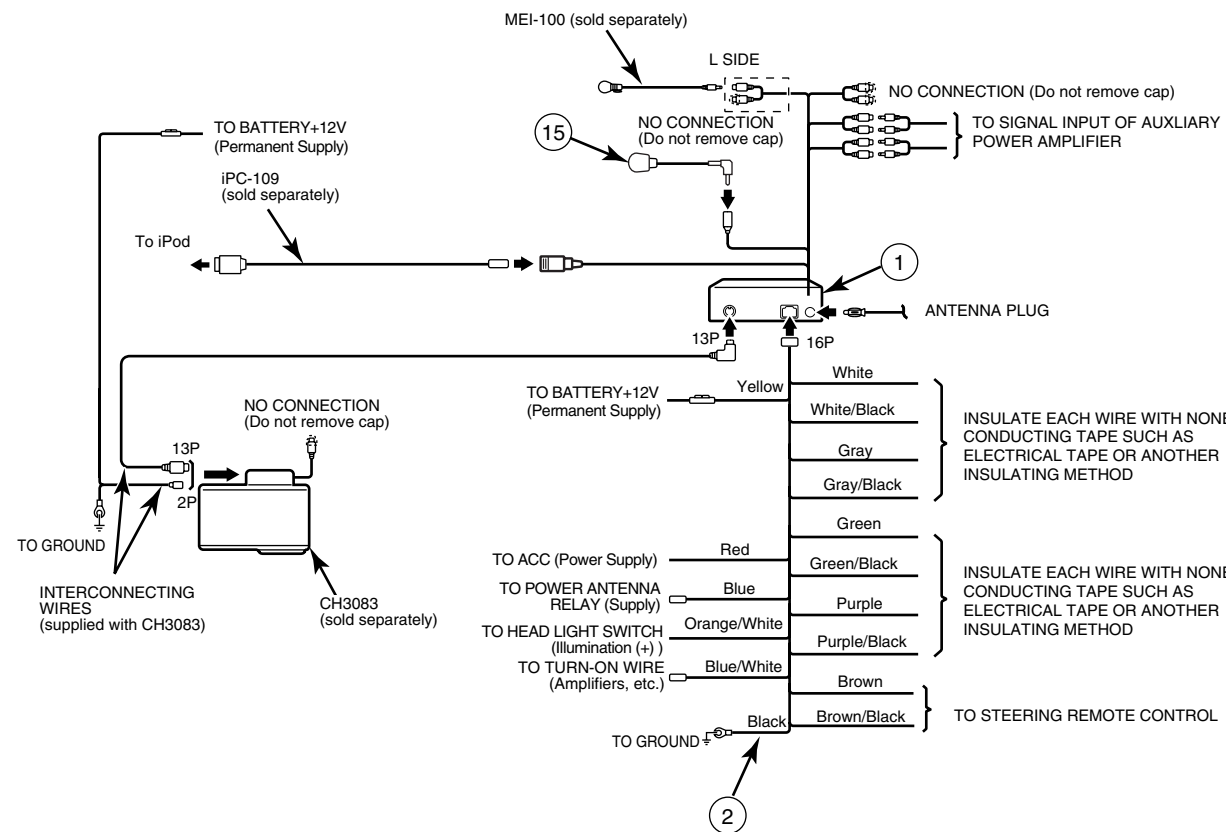 MEI-100 (sold separately)
L SIDE
NO CONNECTION (Do not remove cap)
TO BATTERY+12V
(Permanent Supply)
15
NO CONNECTION
(Do not remove cap)
TO SIGNAL INPUT OF AUXLIARY
POWER AMPLIFIER
iPC-109
(sold separately)
To iPod
1
ANTENNA PLUG
13P
16P
TO BATTERY+12V
(Permanent Supply)
Yellow
White
White/Black
Gray
Gray/Black
INSULATE EACH WIRE WITH NONE
CONDUCTING TAPE SUCH AS
ELECTRICAL TAPE OR ANOTHER
INSULATING METHOD
NO CONNECTION
(Do not remove cap)
13P
2P
TO GROUND
INTERCONNECTING
WIRES
(supplied with CH3083)
CH3083
(sold separately)
TO ACC (Power Supply)
Red
TO POWER ANTENNA
RELAY (Supply)
Blue
TO HEAD LIGHT SWITCH
(Illumination (+) )
Orange/White
TO TURN-ON WIRE
(Amplifiers, etc.)
Blue/White
TO GROUND
Black
Green
Green/Black
Purple
Purple/Black
INSULATE EACH WIRE WITH NONE
CONDUCTING TAPE SUCH AS
ELECTRICAL TAPE OR ANOTHER
INSULATING METHOD
Brown
Brown/Black
TO STEERING REMOTE CONTROL
2